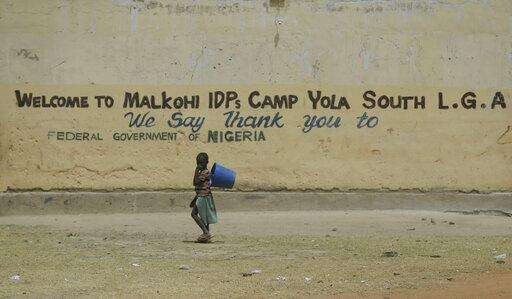 WELCOME TO MALKOHI IDPs CAMP YOLA SOUTH L.G.A
We Say Thank you to
FEDERAL GOVERNMENT OF NIGERIA